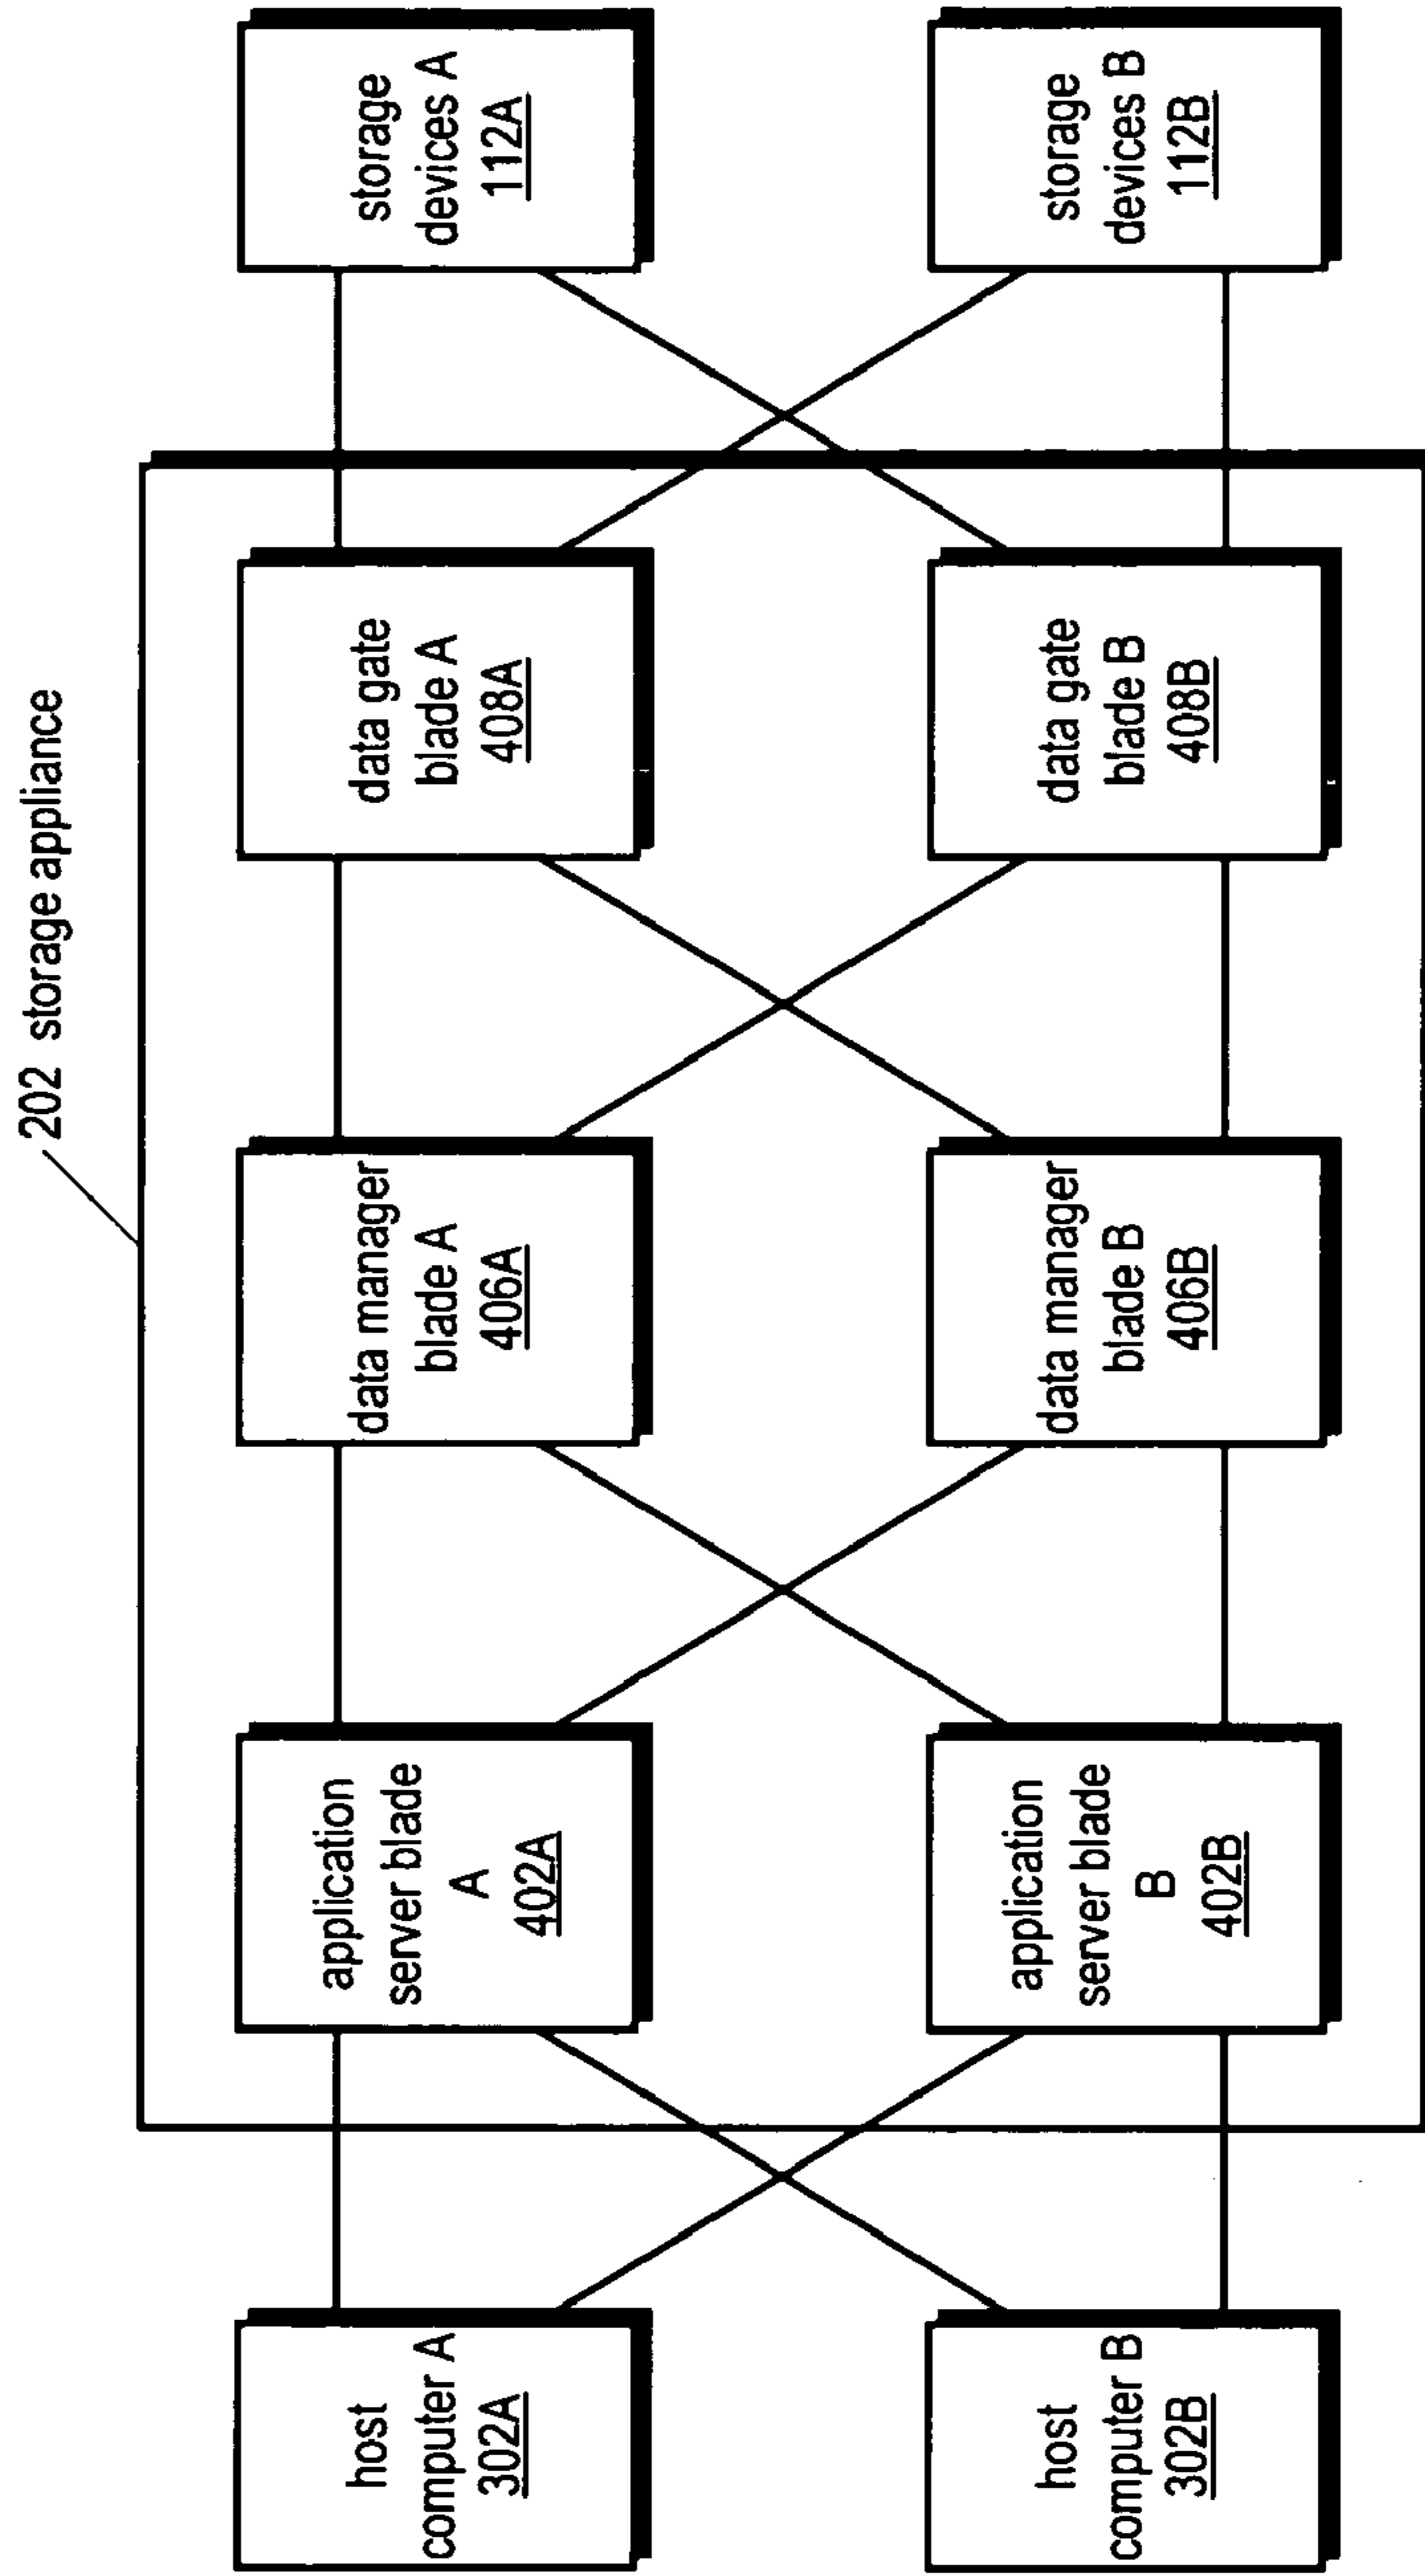 202 storage appliance
host
computer A
302A
application
server blade
A
402A
data manager
blade A
406A
data gate
blade A
408A
storage
devices A
112A
host
computer B
302B
application
server blade
B
402B
data manager
blade B
406B
data gate
blade B
408B
storage
devices B
112B